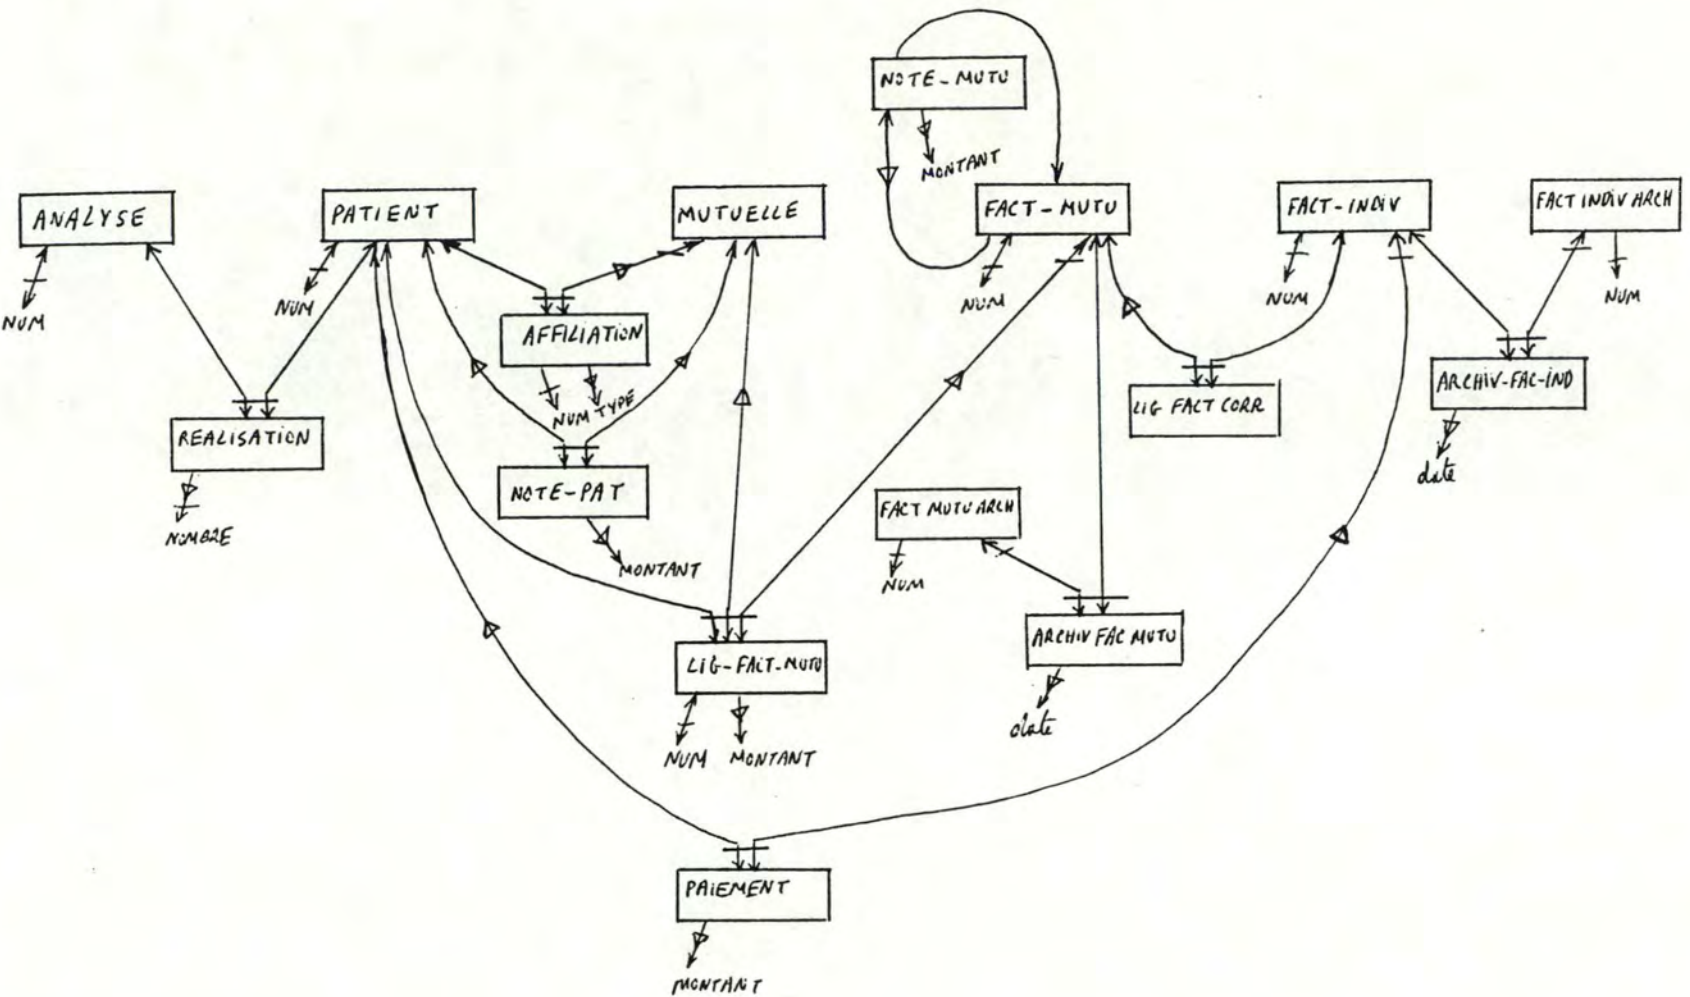 NOTE-MUTU
MONTANT
ANALYSE
PATIENT
MUTUELLE
FACT-MUTU
FACT-INDIV
FACT INDIV ARCH
NUM
NUM
NUM
NUM
NUM
AFFILIATION
NUM TYPE
LIG FACT CORR
ARCHIV-FAC-IND
date
REALISATION
NOMBRE
NOTE-PAT
MONTANT
FACT MUTU ARCH
NUM
ARCHIV FAC MUTU
date
LIG-FACT-MUTU
NUM MONTANT
PAIEMENT
MONTANT